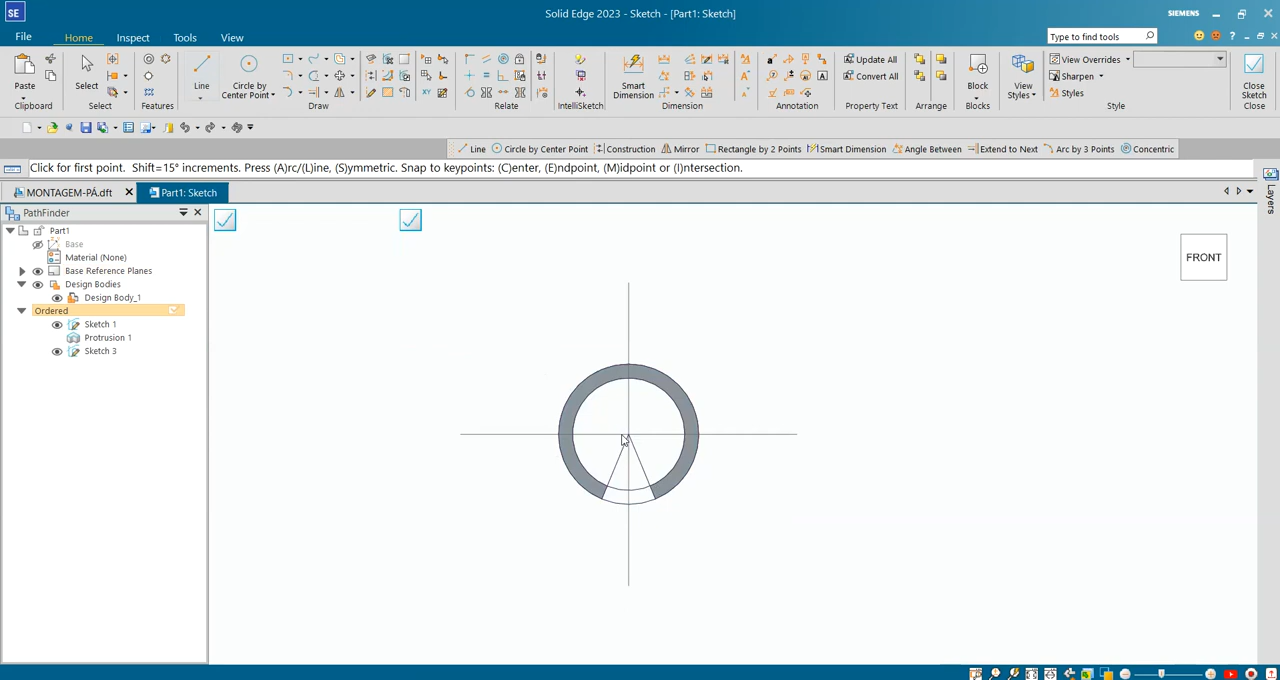 SE
Solid Edge 2023 - Sketch - [Part1: Sketch]
SIEMENS
File
Home
Inspect
Tools
View
Type to find tools
Paste
Select
Line
Circle by
Center Point
Smart
Dimension
View Overrides
Update All
Convert All
Sharpen
Styles
Block
View
Styles
Close
Sketch
Clipboard
Select
Features
Draw
Relate
IntelliSketch
Dimension
Annotation
Property Text
Arrange
Blocks
Style
Close
Line
Circle by Center Point
Construction
Mirror
Rectangle by 2 Points
Smart Dimension
Angle Between
Extend to Next
Arc by 3 Points
Concentric
Click for first point. Shift=15° increments. Press (A)rc/(L)ine, (S)ymmetric. Snap to keypoints: (C)enter, (E)ndpoint, (M)idpoint or (I)ntersection.
MONTAGEM-PÁ.dft
Part1: Sketch
Layers
PathFinder
Part1
Base
Material (None)
Base Reference Planes
Design Bodies
Design Body_1
Ordered
Sketch 1
Protrusion 1
Sketch 3
FRONT